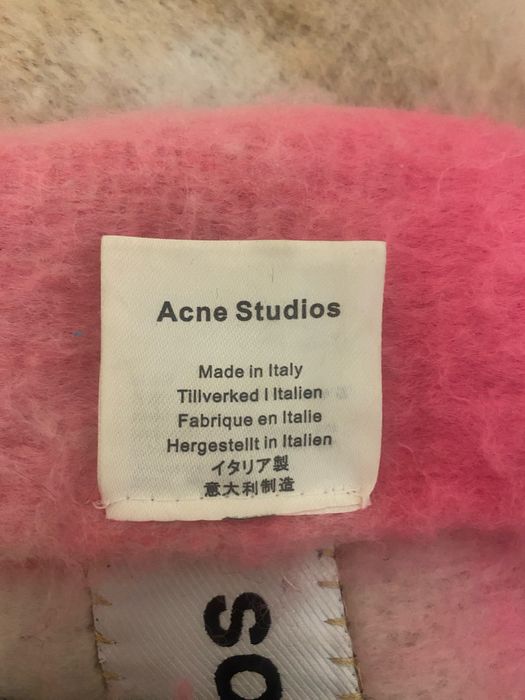 Acne Studios
Made in Italy
Tillverked I Italien
Fabrique en Italie
Hergestellt in Italien
イタリア製
意大利制造
os